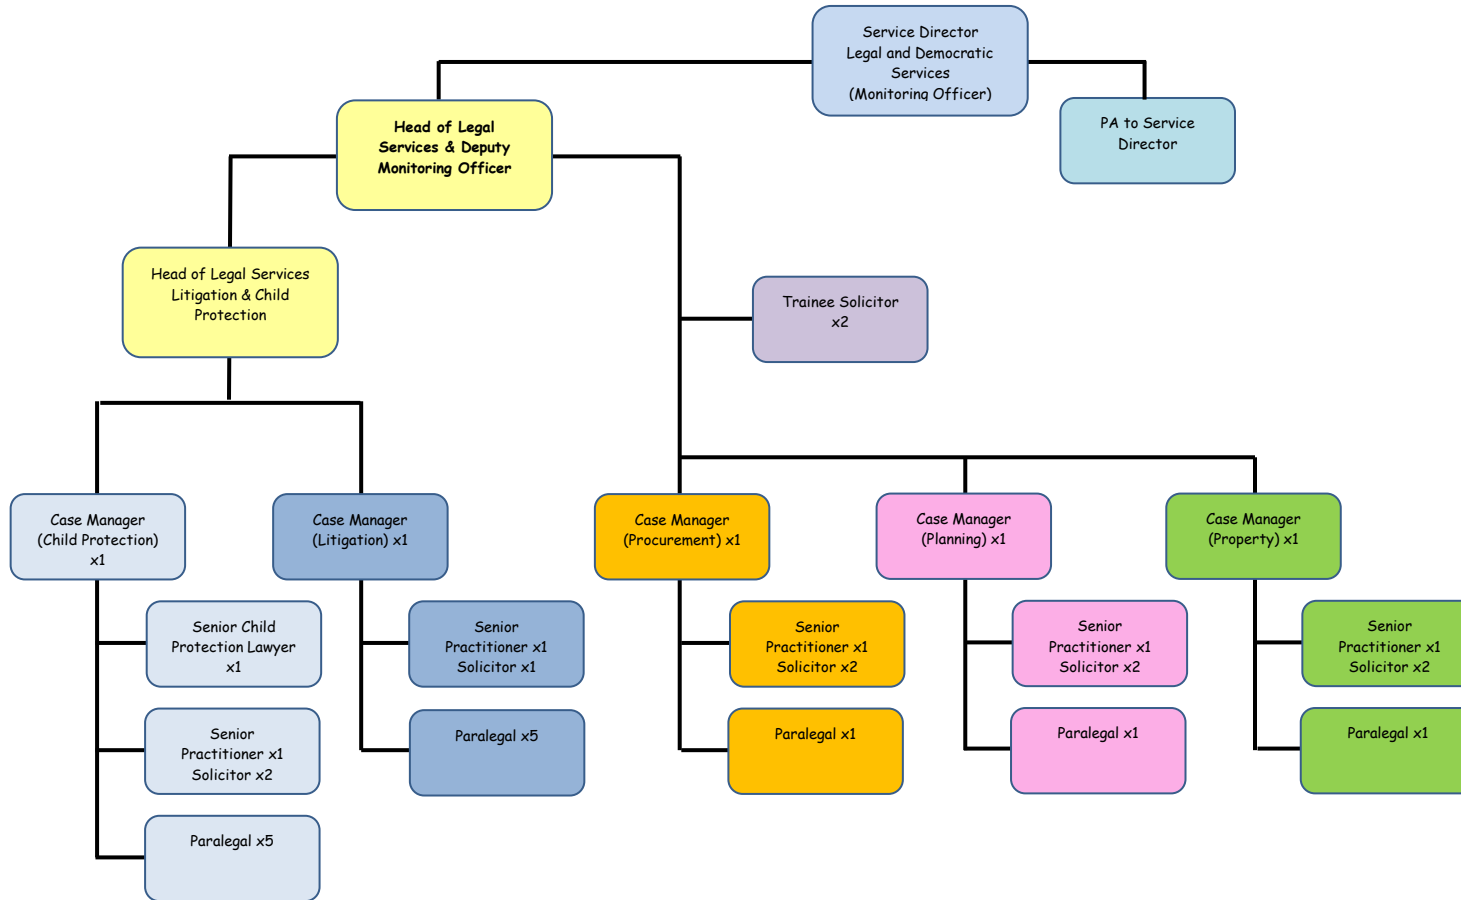 Service Director
Legal and Democratic
Services
(Monitoring Officer)
PA to Service
Director
Head of Legal
Services & Deputy
Monitoring Officer
Head of Legal Services
Litigation & Child
Protection
Trainee Solicitor
x2
Case Manager
(Child Protection)
x1
Case Manager
(Litigation) x1
Case Manager
(Procurement) x1
Case Manager
(Planning) x1
Case Manager
(Property) x1
Senior Child
Protection Lawyer
x1
Senior
Practitioner x1
Solicitor x1
Senior
Practitioner x1
Solicitor x2
Senior
Practitioner x1
Solicitor x2
Senior
Practitioner x1
Solicitor x2
Senior
Practitioner x1
Solicitor x2
Paralegal x5
Paralegal x1
Paralegal x1
Paralegal x1
Paralegal x5